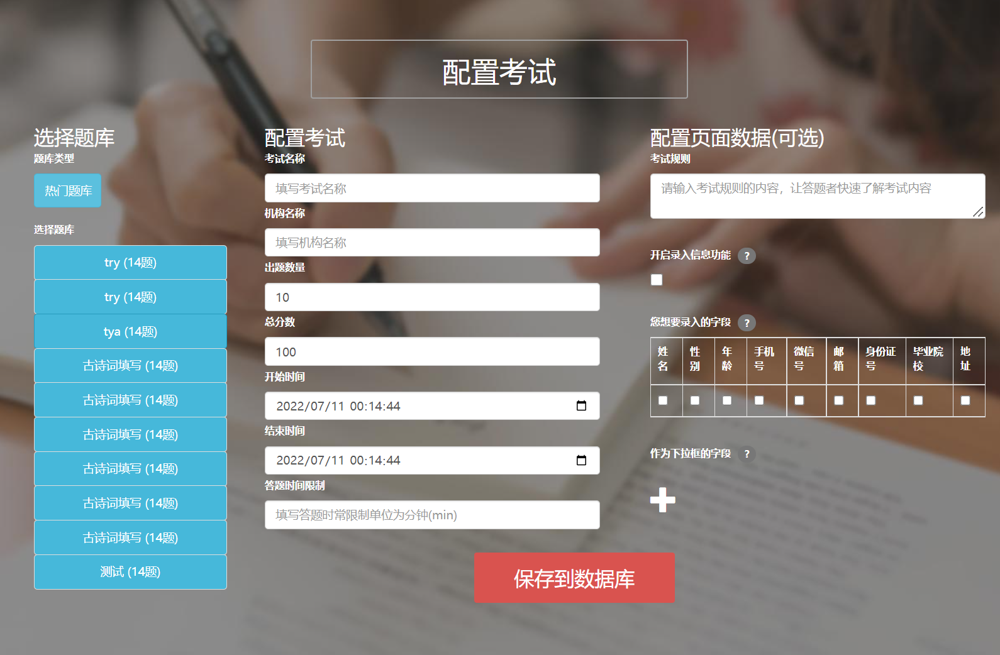 配置考试
选择题库
题库类型
热门题库
选择题库
try (14题)
try (14题)
tya (14题)
古诗词填写 (14题)
古诗词填写 (14题)
古诗词填写 (14题)
古诗词填写 (14题)
古诗词填写 (14题)
古诗词填写 (14题)
测试 (14题)
配置考试
考试名称
填写考试名称
机构名称
填写机构名称
出题数量
10
总分数
100
开始时间
2022/07/11 00:14:44
结束时间
2022/07/11 00:14:44
答题时间限制
填写答题时常限制单位为分钟(min)
配置页面数据(可选)
考试规则
请输入考试规则的内容，让答题者快速了解考试内容
开启录入信息功能 ?
您想要录入的字段 ?
姓名 性别 年龄 手机号 微信号 邮箱 身份证号 毕业院校 地址
作为下拉框的字段 ?
保存到数据库